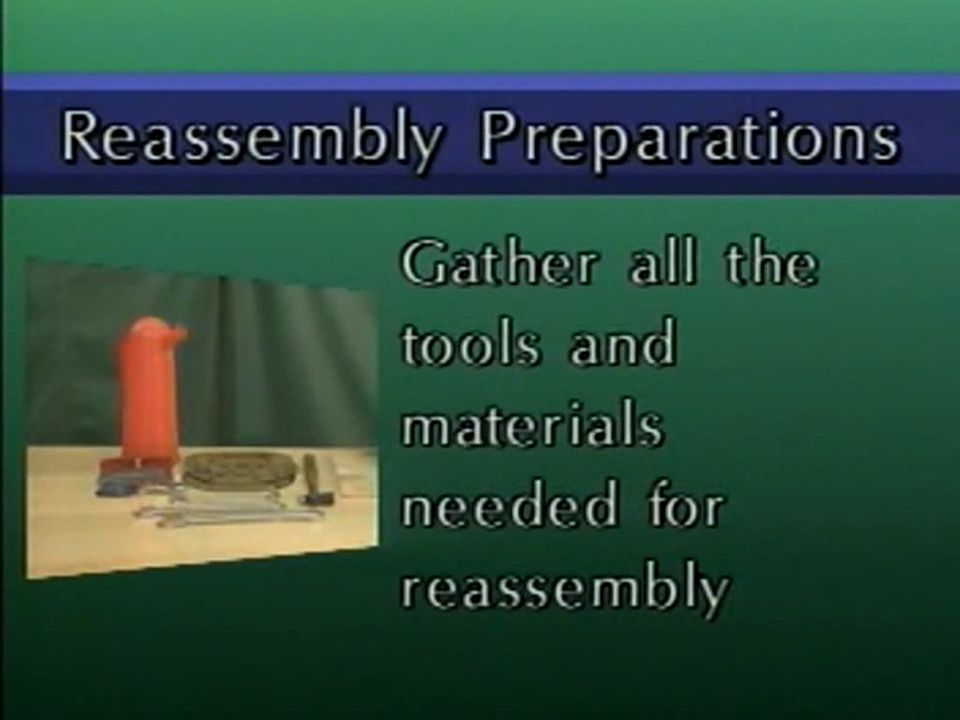 Reassembly Preparations
Gather all the
tools and
materials
needed for
reassembly